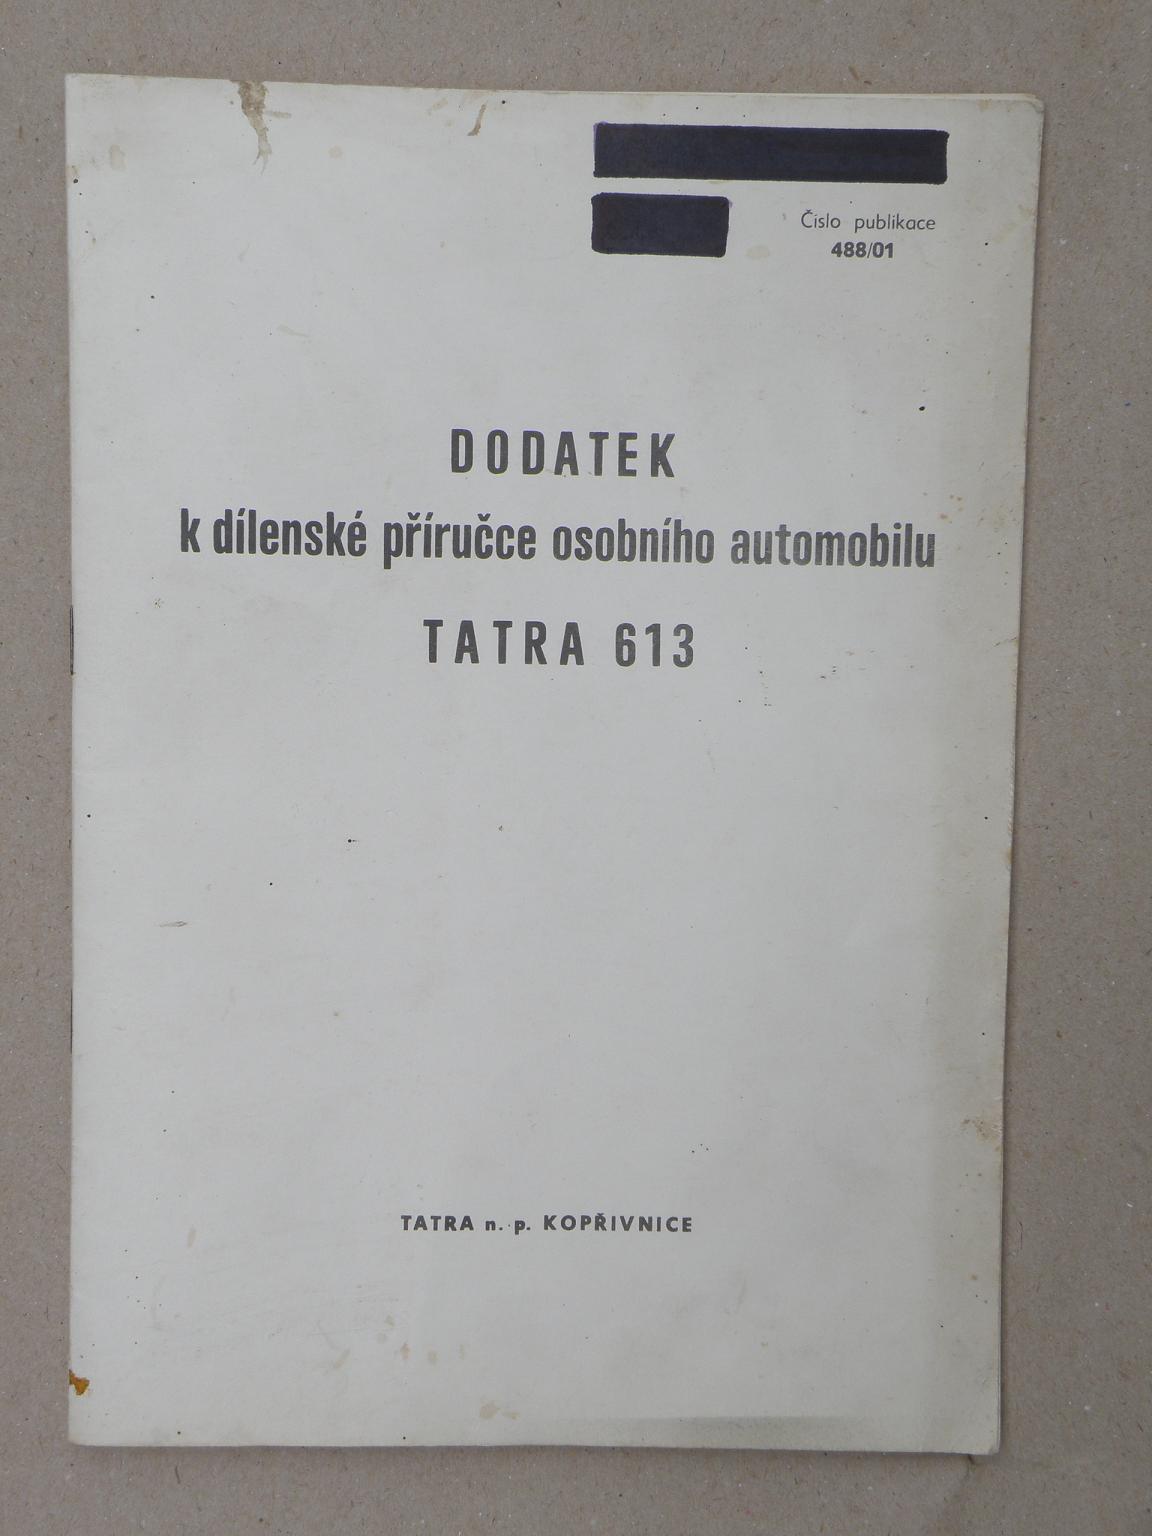 Číslo publikace
488/01
DODATEK
k dílenské příručce osobního automobilu
TATRA 613
TATRA n. p. KOPŘIVNICE